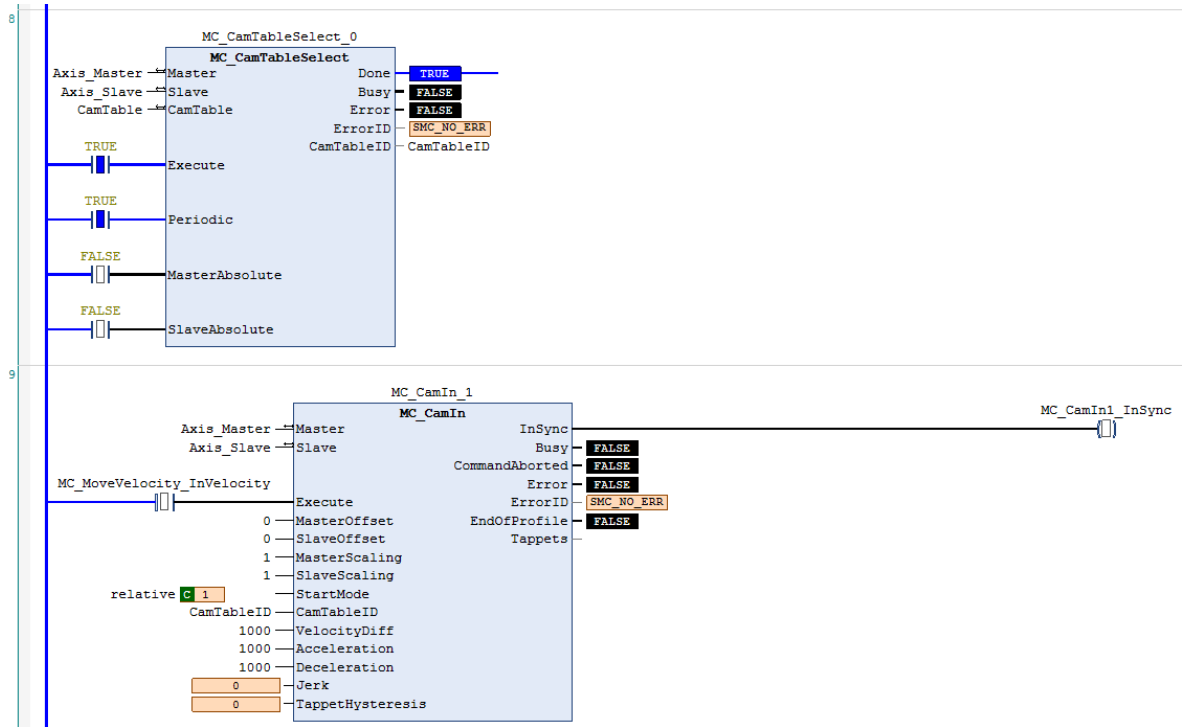 8
MC_CamTableSelect_0
MC_CamTableSelect
Axis_Master Master Done TRUE
Axis_Slave Slave Busy FALSE
CamTable CamTable Error FALSE
ErrorID SMC_NO_ERR
TRUE CamTableID CamTableID
Execute
TRUE
Periodic
FALSE
MasterAbsolute
FALSE
SlaveAbsolute
9
MC_CamIn_1
MC_CamIn
MC_CamIn1_InSync
Axis_Master Master InSync
Axis_Slave Slave Busy FALSE
CommandAborted FALSE
MC_MoveVelocity_InVelocity Error FALSE
Execute ErrorID SMC_NO_ERR
0 MasterOffset EndOfProfile FALSE
0 SlaveOffset Tappets
1 MasterScaling
1 SlaveScaling
relative C 1 StartMode
CamTableID CamTableID
1000 VelocityDiff
1000 Acceleration
1000 Deceleration
0 Jerk
0 TappetHysteresis